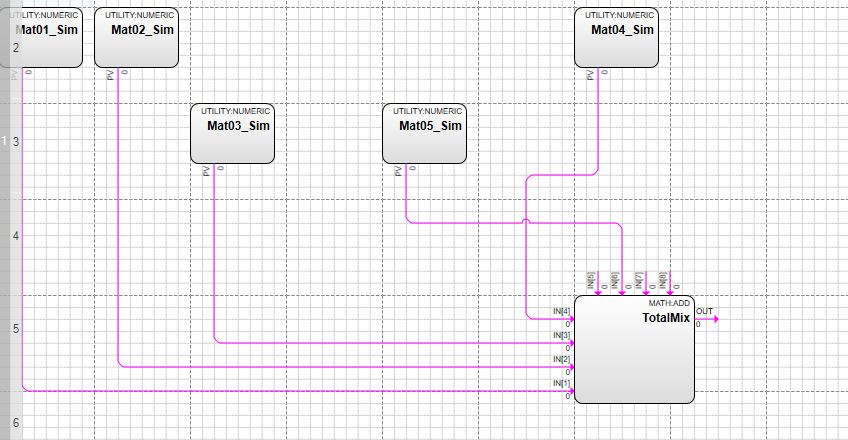 UTILITY:NUMERIC
Mat01_Sim
PV 0
UTILITY:NUMERIC
Mat02_Sim
PV 0
UTILITY:NUMERIC
Mat04_Sim
PV 0
2
UTILITY:NUMERIC
Mat03_Sim
PV 0
UTILITY:NUMERIC
Mat05_Sim
PV 0
1 3
4
IN[5] 0 IN[6] 0 IN[7] 0 IN[8] 0
MATH:ADD
TotalMix
IN[4]
0
IN[3]
0
IN[2]
0
IN[1]
0
OUT
0
5
6